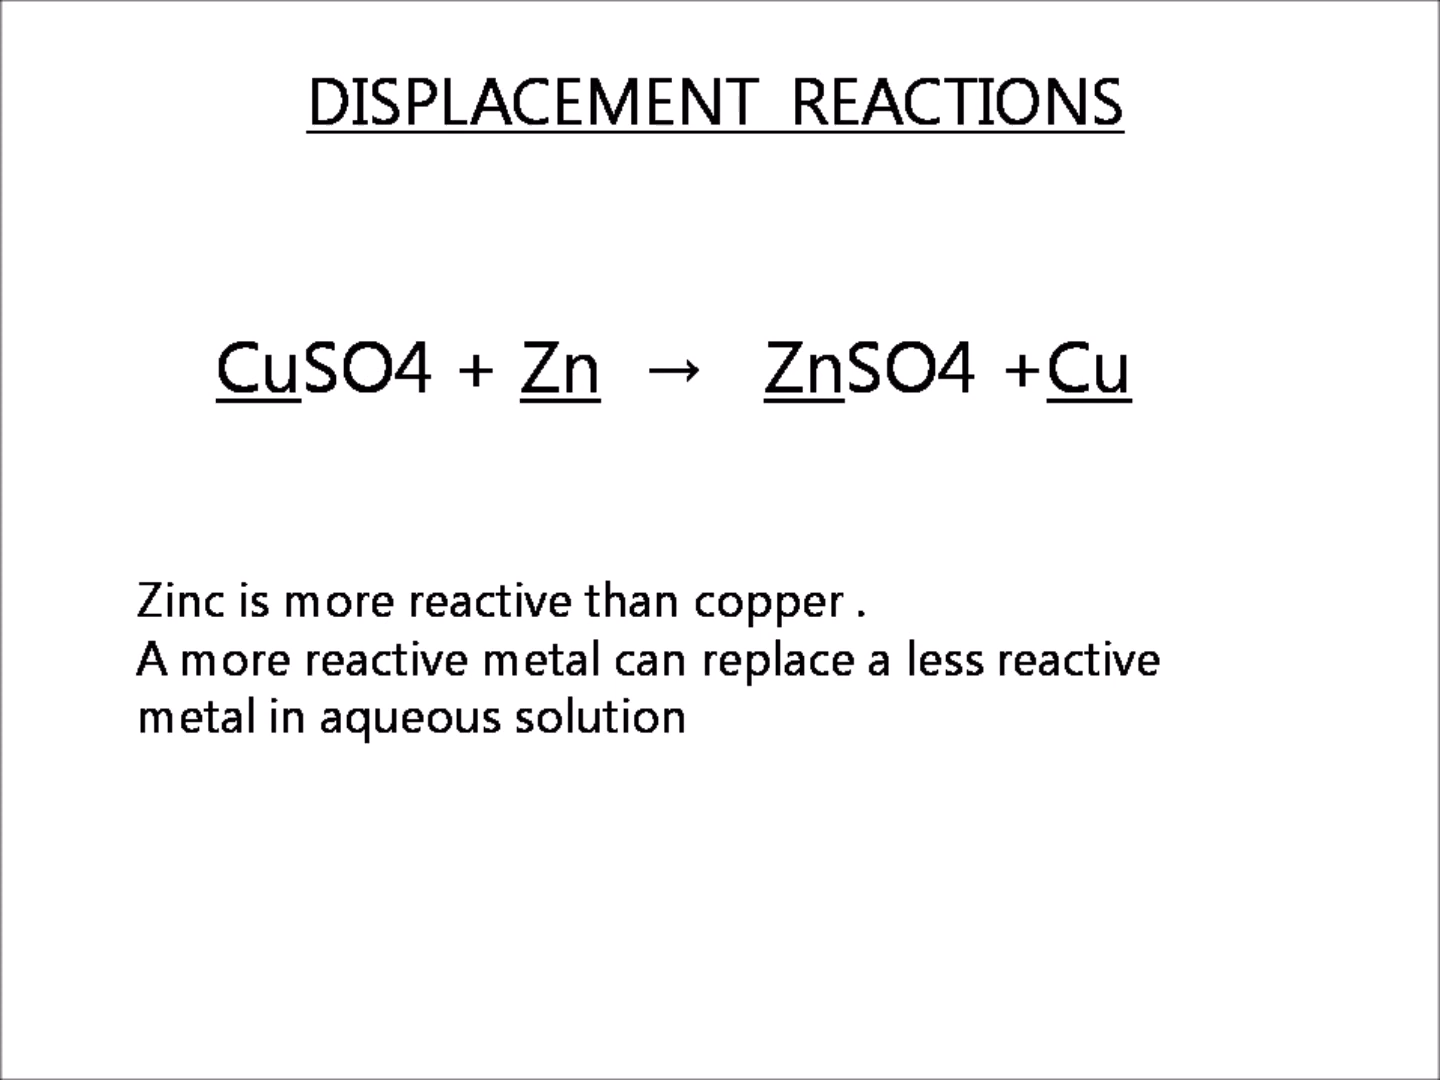 DISPLACEMENT REACTIONS
CuSO4 + Zn → ZnSO4 +Cu
Zinc is more reactive than copper .
A more reactive metal can replace a less reactive
metal in aqueous solution